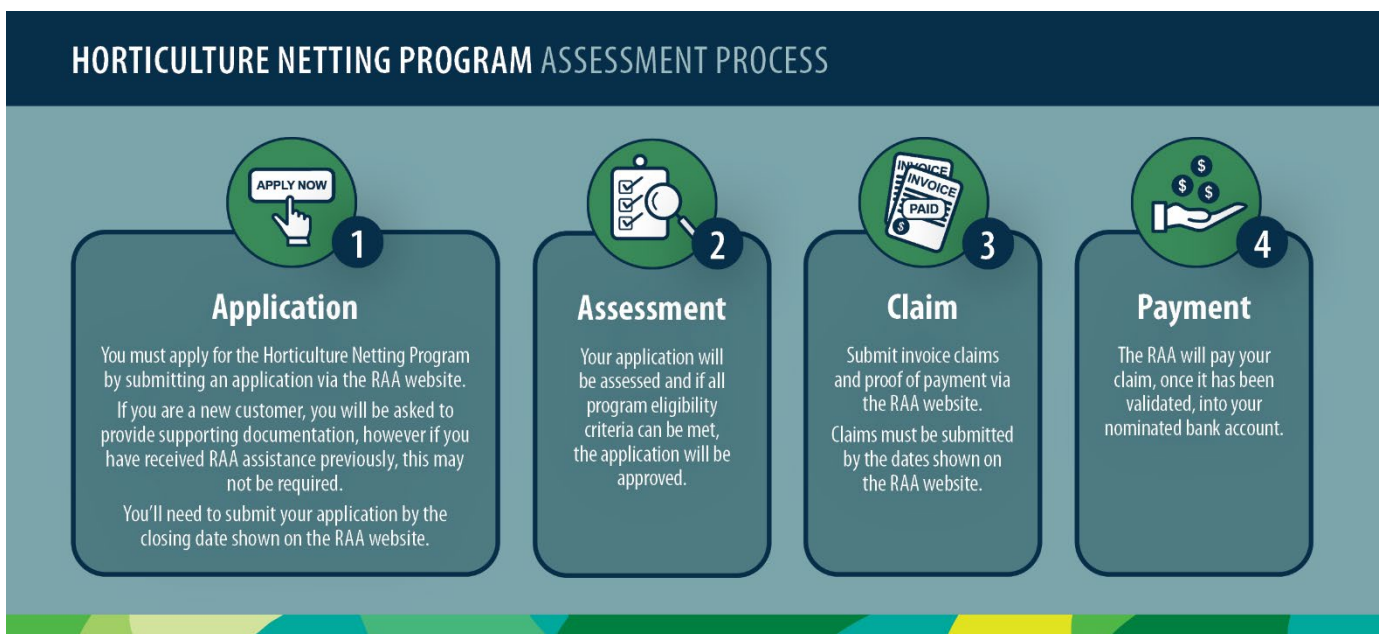 HORTICULTURE NETTING PROGRAM ASSESSMENT PROCESS
APPLY NOW
1
Application
You must apply for the Horticulture Netting Program
by submitting an application via the RAA website.
If you are a new customer, you will be asked to
provide supporting documentation, however if you
have received RAA assistance previously, this may
not be required.
You'll need to submit your application by the
closing date shown on the RAA website.
2
Assessment
Your application will
be assessed and if all
program eligibility
criteria can be met,
the application will be
approved.
INVOICE
INVOICE
PAID
$
3
Claim
Submit invoice claims
and proof of payment via
the RAA website.
Claims must be submitted
by the dates shown on
the RAA website.
$
$ $
4
Payment
The RAA will pay your
claim, once it has been
validated, into your
nominated bank account.